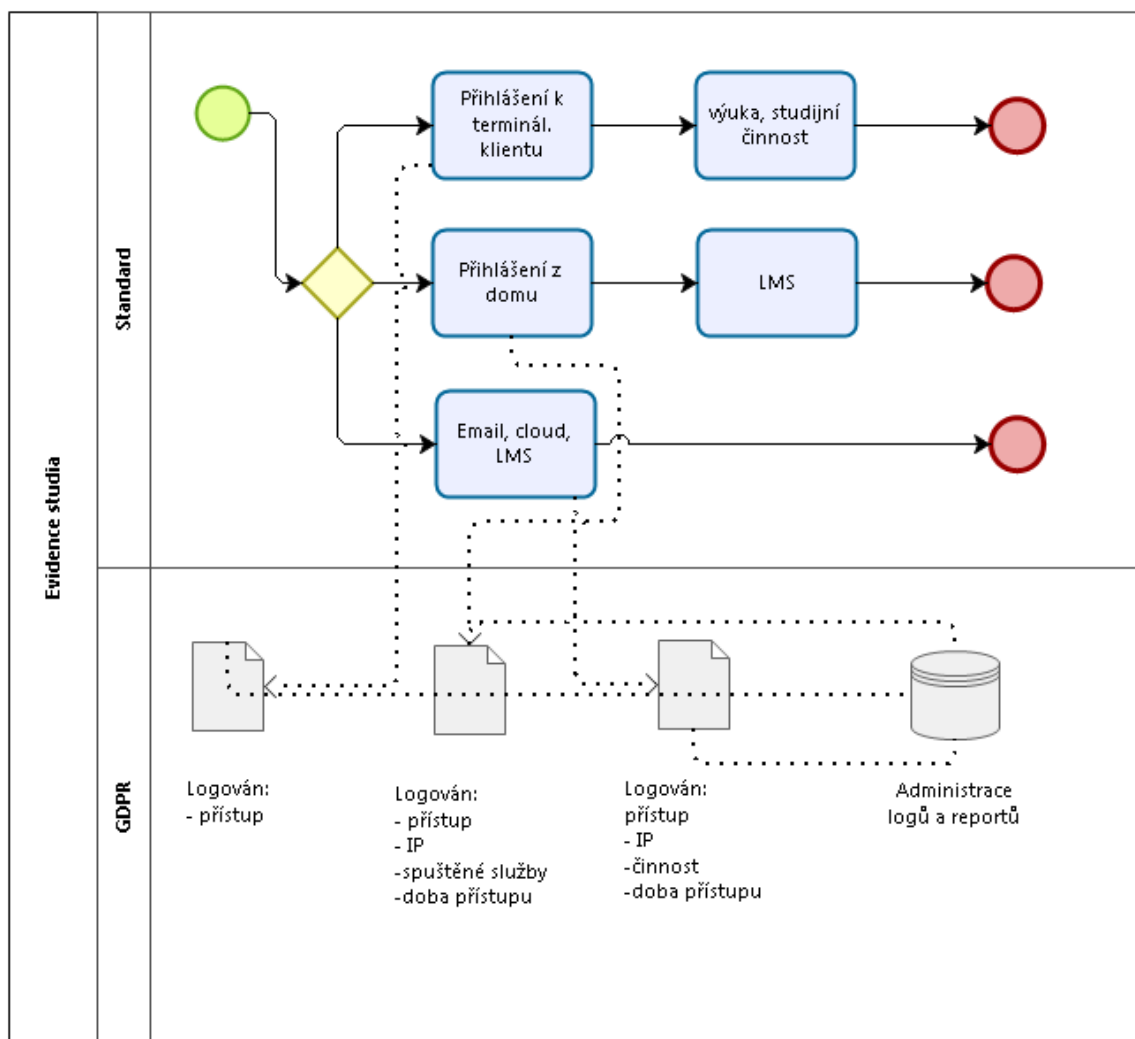 Evidence studia
Standard
Přihlášení k
terminál.
klientu
výuka, studijní
činnost
Přihlášení z
domu
LMS
Email, cloud,
LMS
GDPR
Logován:
- přístup
Logován:
- přístup
- IP
-spuštěné služby
-doba přístupu
Logován:
přístup
- IP
-činnost
-doba přístupu
Administrace
logů a reportů